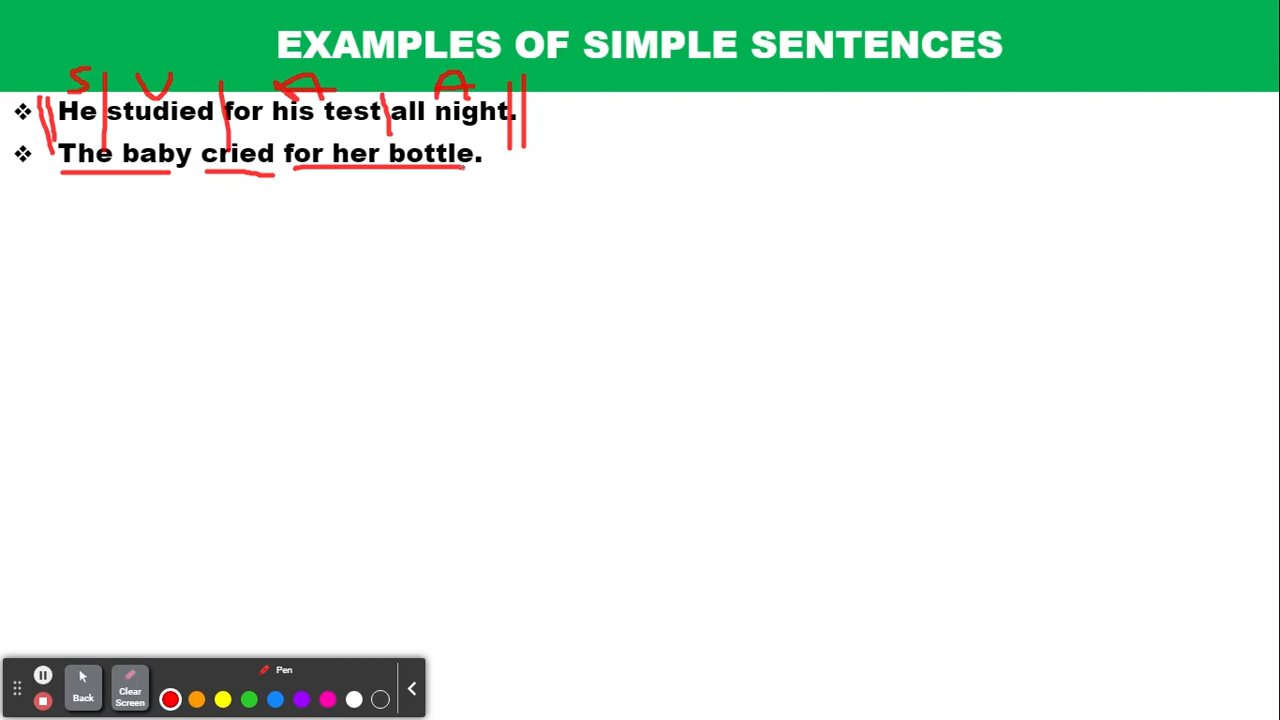 EXAMPLES OF SIMPLE SENTENCES
S V A A
❖ He studied for his test all night.
❖ The baby cried for her bottle.
Pen
Back
Clear
Screen